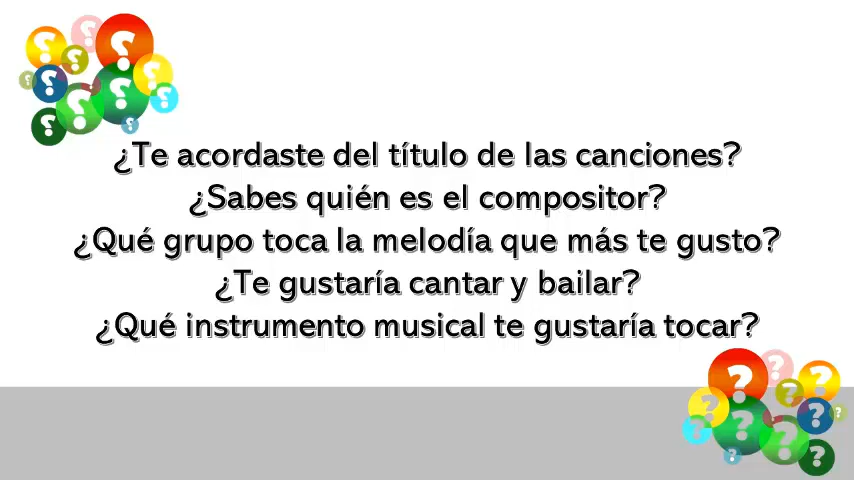 ¿Te acordaste del título de las canciones?
¿Sabes quién es el compositor?
¿Qué grupo toca la melodía que más te gusto?
¿Te gustaría cantar y bailar?
¿Qué instrumento musical te gustaría tocar?